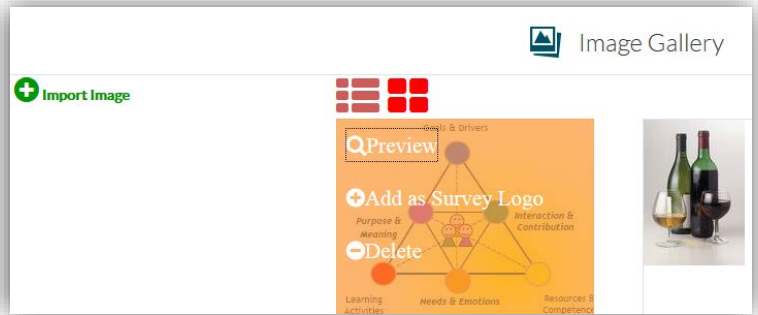 Image Gallery
Import Image
Goals & Drivers
Preview
Add as Survey Logo
Purpose &
Meaning
Interaction &
Contribution
Delete
Learning
Activities
Needs & Emotions
Resources &
Competence